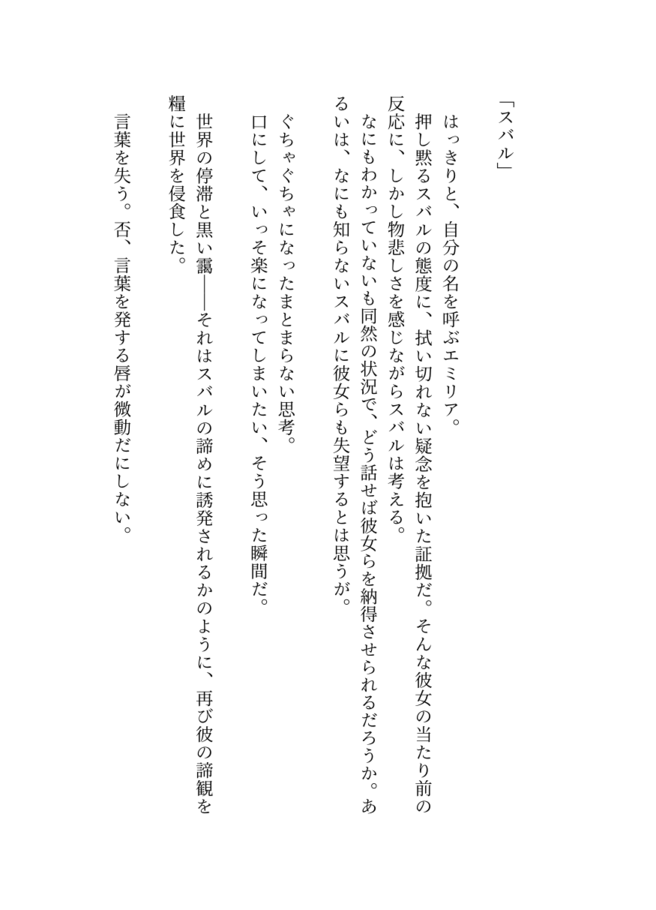 「スバル」
はっきりと、自分の名を呼ぶエミリア。
押し黙るスバルの態度に、拭い切れない疑念を抱いた証拠だ。そんな彼女の当たり前の
反応に、しかし物悲しさを感じながらスバルは考える。
なにもわかっていないも同然の状況で、どう話せば彼女らを納得させられるだろうか。あ
るいは、なにも知らないスバルに彼女らも失望するとは思うが。
ぐちゃぐちゃになったまとまらない思考。
口にして、いっそ楽になってしまいたい、そう思った瞬間だ。
世界の停滞と黒い靄――それはスバルの諦めに誘発されるかのように、再び彼の諦観を
糧に世界を侵食した。
言葉を失う。否、言葉を発する唇が微動だにしない。